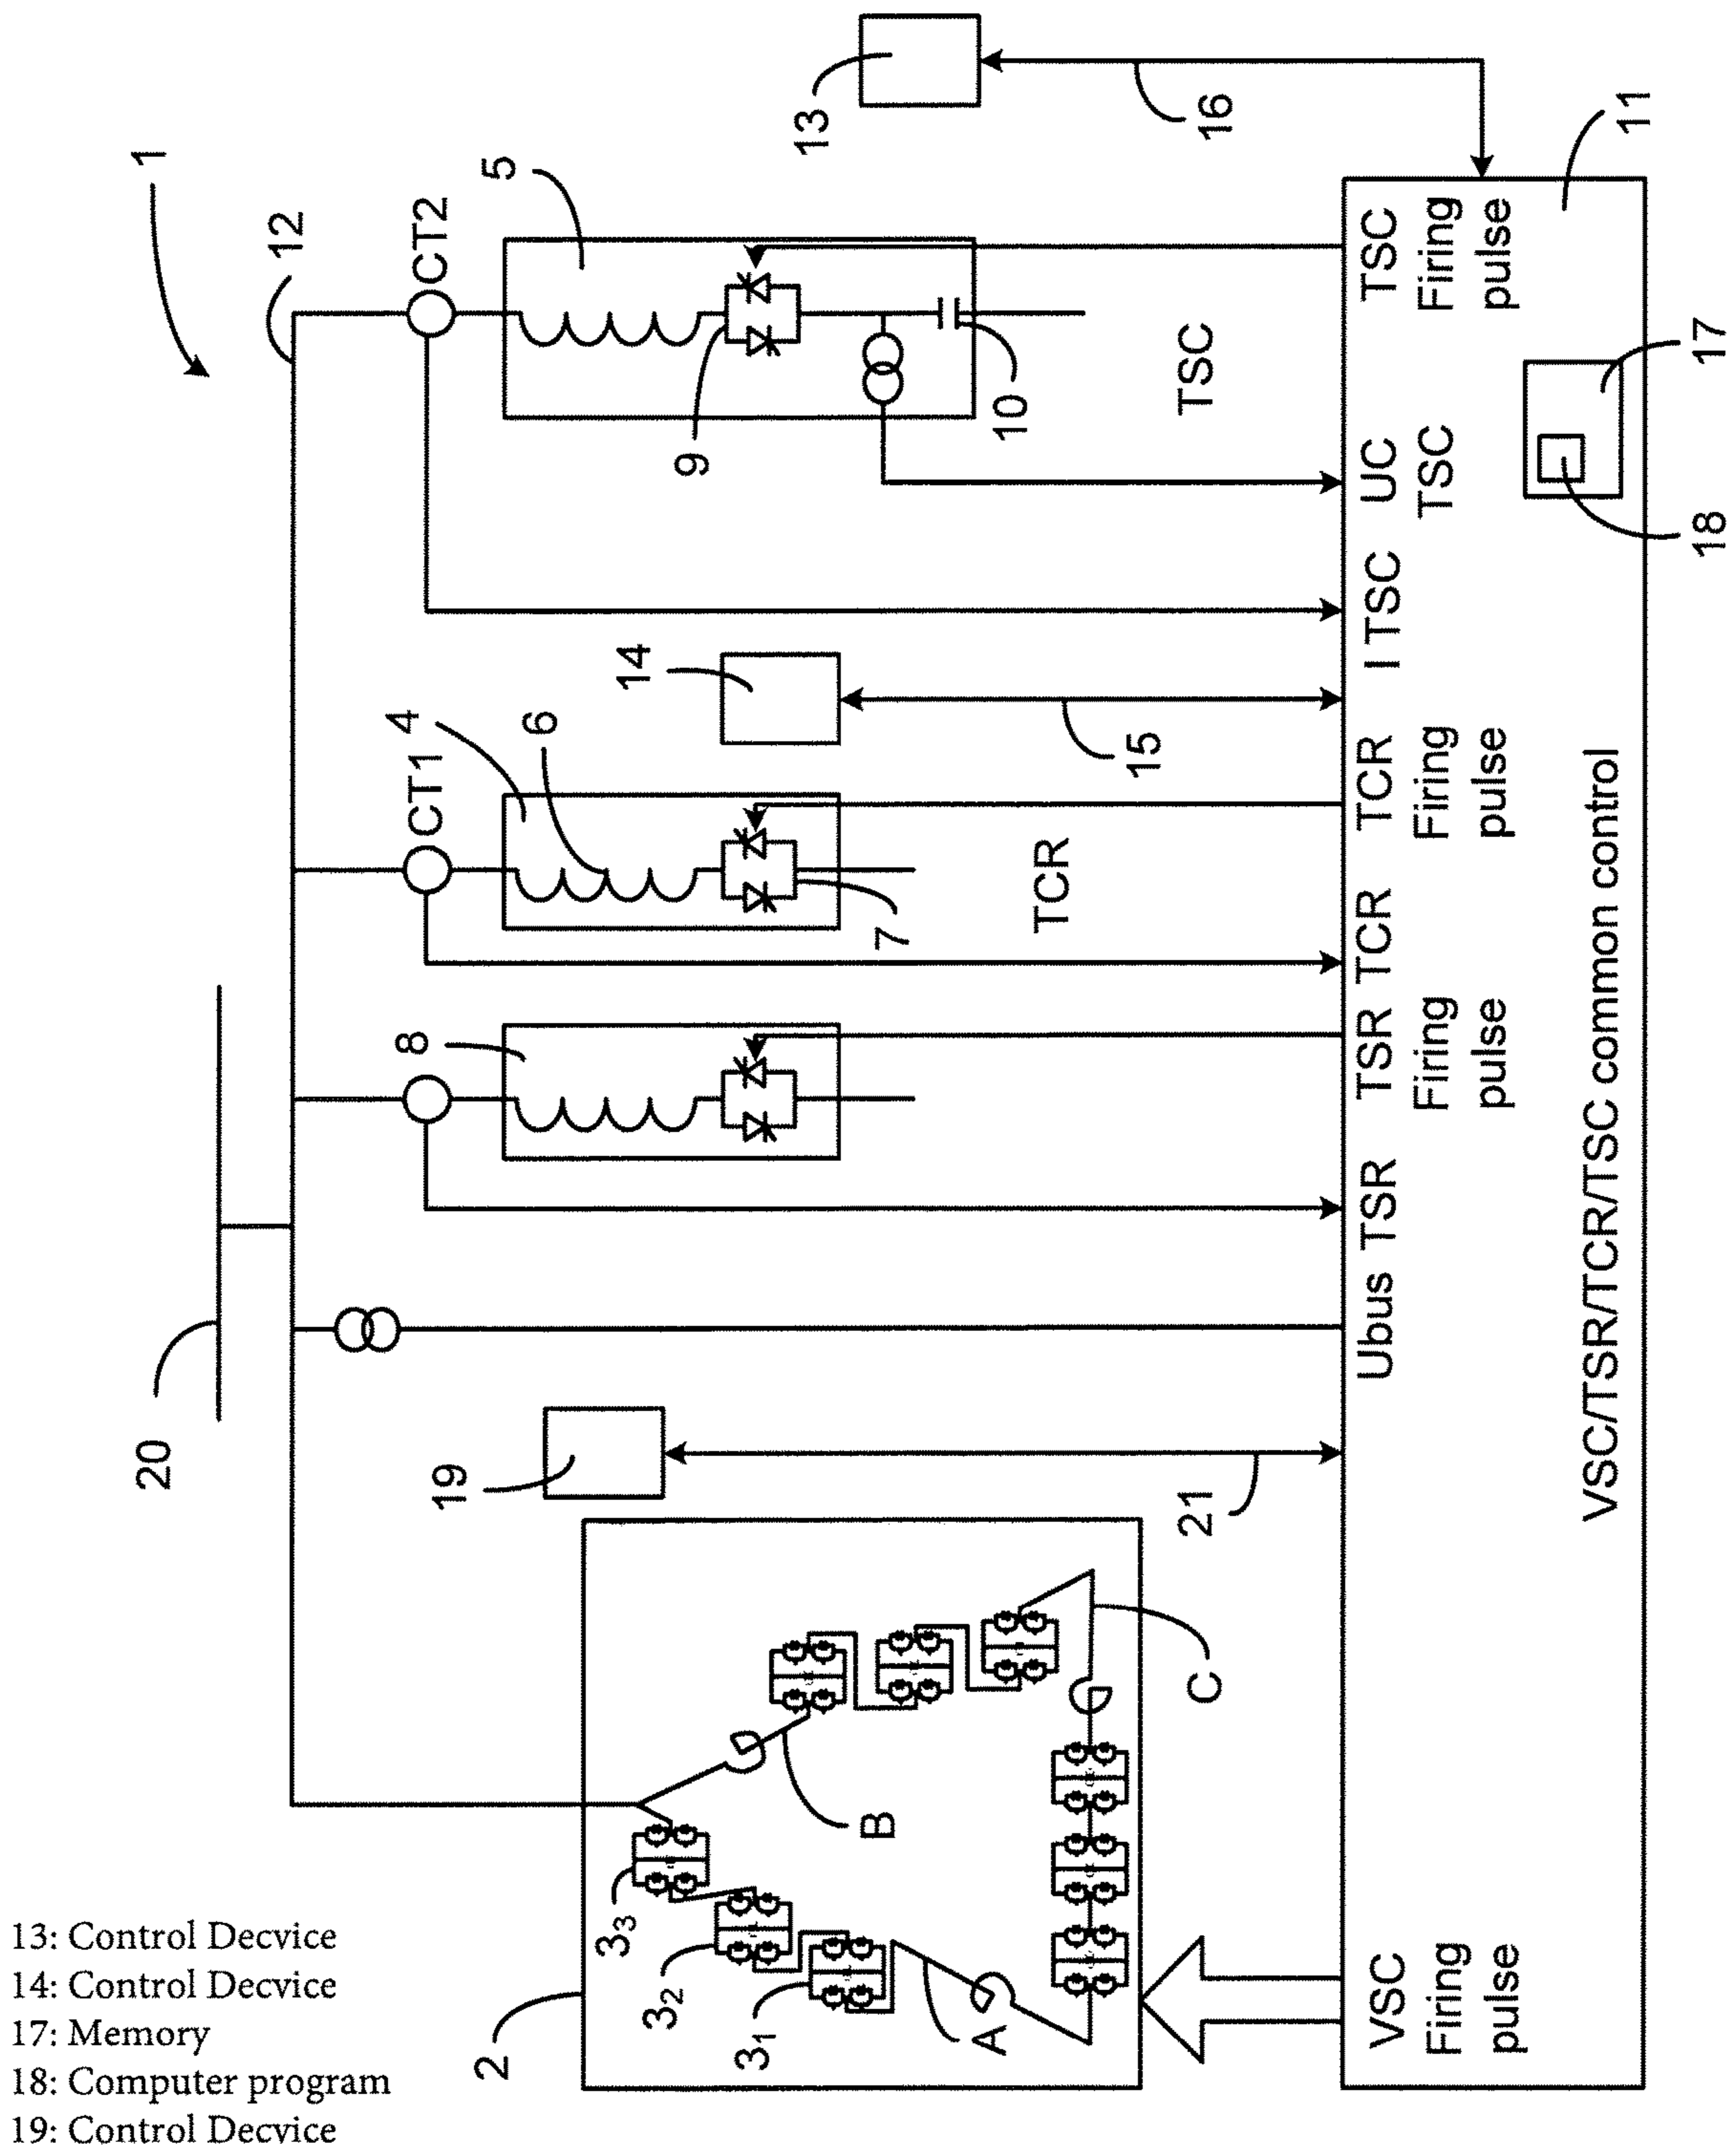 1
12
CT2
5
9
10
TSC
13
16
11
4
CT1
6
7
TCR
14
15
8
20
19
21
2
3₃
3₂
3₁
A
B
C
VSC
Firing
pulse
Ubus
TSR
TSR
Firing
pulse
TCR
TCR
Firing
pulse
I TSC
UC
TSC
TSC
Firing
pulse
17
18
VSC/TSR/TCR/TSC common control
13: Control Decvice
14: Control Decvice
17: Memory
18: Computer program
19: Control Decvice